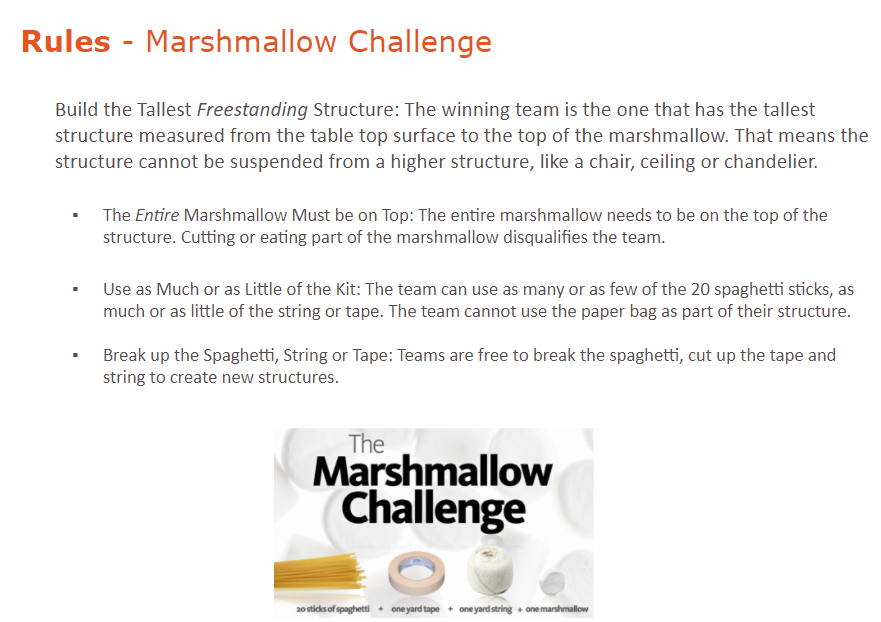 Rules - Marshmallow Challenge
Build the Tallest Freestanding Structure: The winning team is the one that has the tallest
structure measured from the table top surface to the top of the marshmallow. That means the
structure cannot be suspended from a higher structure, like a chair, ceiling or chandelier.
▪ The Entire Marshmallow Must be on Top: The entire marshmallow needs to be on the top of the
structure. Cutting or eating part of the marshmallow disqualifies the team.
▪ Use as Much or as Little of the Kit: The team can use as many or as few of the 20 spaghetti sticks, as
much or as little of the string or tape. The team cannot use the paper bag as part of their structure.
▪ Break up the Spaghetti, String or Tape: Teams are free to break the spaghetti, cut up the tape and
string to create new structures.
The
Marshmallow
Challenge
20 sticks of spaghetti + one yard tape + one yard string + one marshmallow